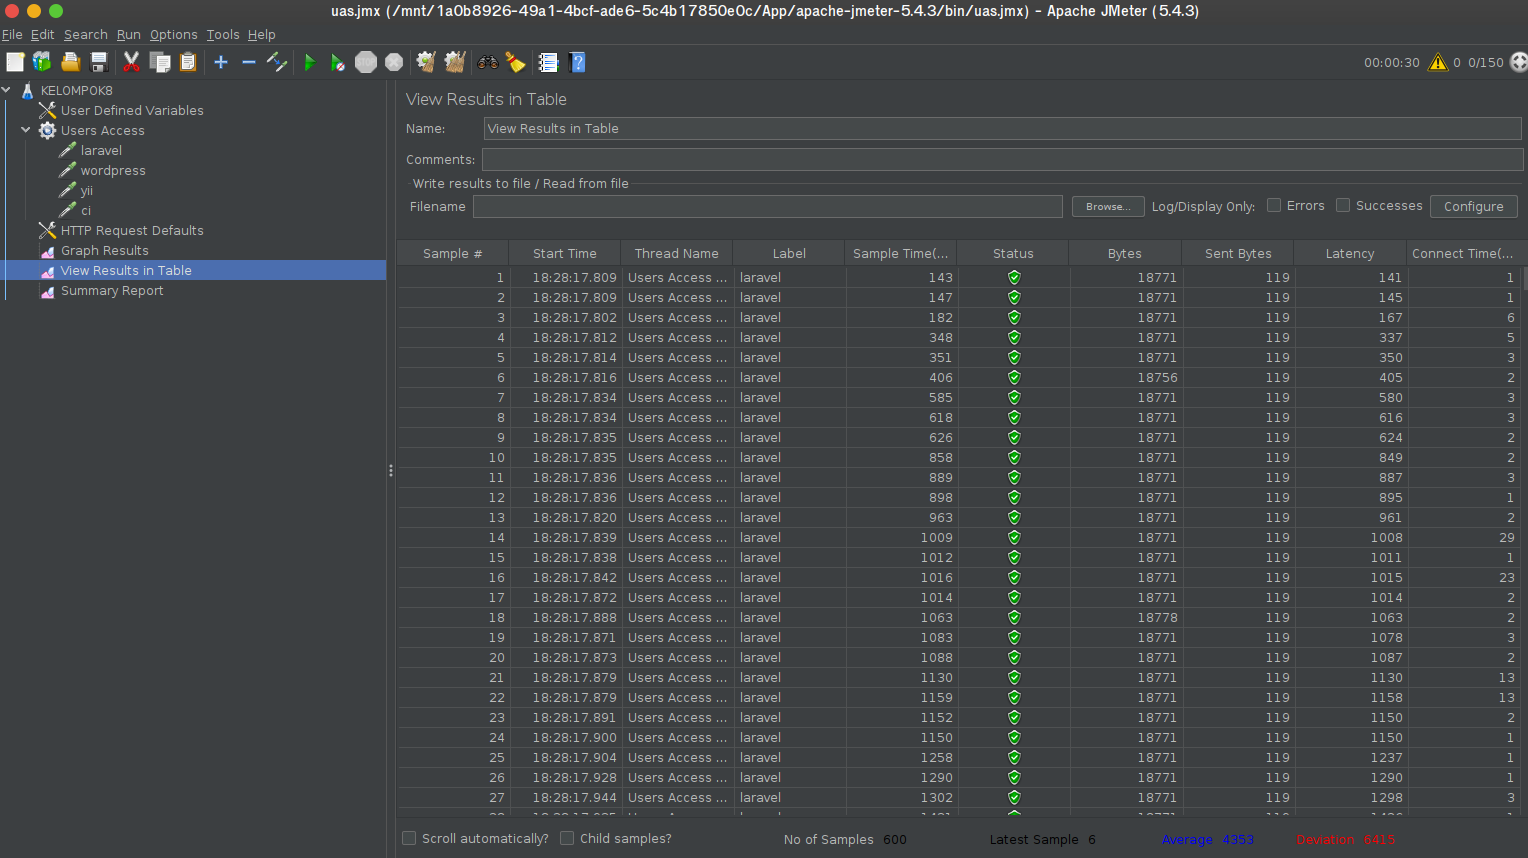 uas.jmx (/mnt/1a0b8926-49a1-4bcf-ade6-5c4b17850e0c/App/apache-jmeter-5.4.3/bin/uas.jmx) - Apache JMeter (5.4.3)
File Edit Search Run Options Tools Help
STOP 00:00:30 0 0/150
KELOMPOK8
User Defined Variables
Users Access
laravel
wordpress
yii
ci
HTTP Request Defaults
Graph Results
View Results in Table
Summary Report
View Results in Table
Name: View Results in Table
Comments:
Write results to file / Read from file
Filename Browse... Log/Display Only: Errors Successes Configure
Sample # Start Time Thread Name Label Sample Time(... Status Bytes Sent Bytes Latency Connect Time(...
1 18:28:17.809 Users Access ... laravel 143 18771 119 141 1
2 18:28:17.809 Users Access ... laravel 147 18771 119 145 1
3 18:28:17.802 Users Access ... laravel 182 18771 119 167 6
4 18:28:17.812 Users Access ... laravel 348 18771 119 337 5
5 18:28:17.814 Users Access ... laravel 351 18771 119 350 3
6 18:28:17.816 Users Access ... laravel 406 18756 119 405 2
7 18:28:17.834 Users Access ... laravel 585 18771 119 580 3
8 18:28:17.834 Users Access ... laravel 618 18771 119 616 3
9 18:28:17.835 Users Access ... laravel 626 18771 119 624 2
10 18:28:17.835 Users Access ... laravel 858 18771 119 849 2
11 18:28:17.836 Users Access ... laravel 889 18771 119 887 3
12 18:28:17.836 Users Access ... laravel 898 18771 119 895 1
13 18:28:17.820 Users Access ... laravel 963 18771 119 961 2
14 18:28:17.839 Users Access ... laravel 1009 18771 119 1008 29
15 18:28:17.838 Users Access ... laravel 1012 18771 119 1011 1
16 18:28:17.842 Users Access ... laravel 1016 18771 119 1015 23
17 18:28:17.872 Users Access ... laravel 1014 18771 119 1014 2
18 18:28:17.888 Users Access ... laravel 1063 18778 119 1063 2
19 18:28:17.871 Users Access ... laravel 1083 18771 119 1078 3
20 18:28:17.873 Users Access ... laravel 1088 18771 119 1087 2
21 18:28:17.879 Users Access ... laravel 1130 18771 119 1130 13
22 18:28:17.879 Users Access ... laravel 1159 18771 119 1158 13
23 18:28:17.891 Users Access ... laravel 1152 18771 119 1150 2
24 18:28:17.900 Users Access ... laravel 1150 18771 119 1150 1
25 18:28:17.904 Users Access ... laravel 1258 18771 119 1237 1
26 18:28:17.928 Users Access ... laravel 1290 18771 119 1290 1
27 18:28:17.944 Users Access ... laravel 1302 18771 119 1298 3
Scroll automatically? Child samples? No of Samples 600 Latest Sample 6 Average 4353 Deviation 6415